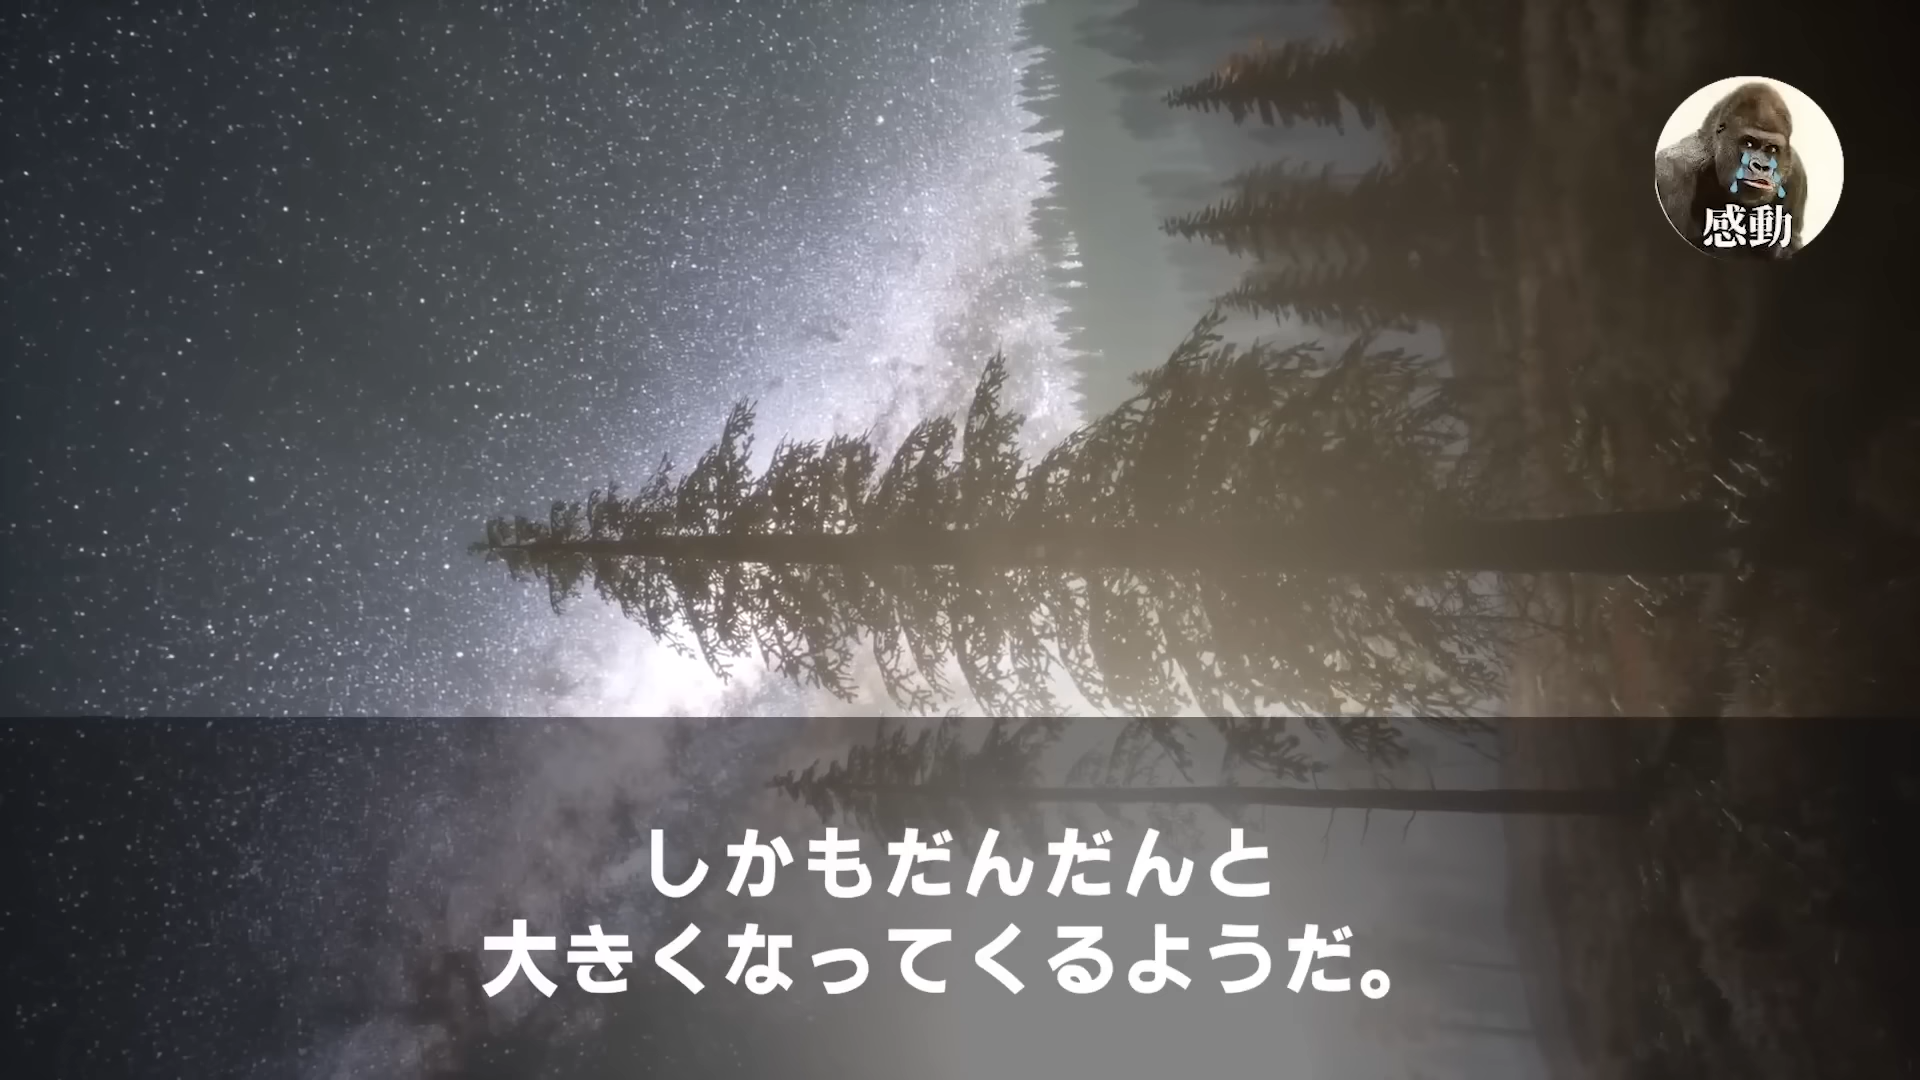 感動
しかもだんだんと
大きくなってくるようだ。